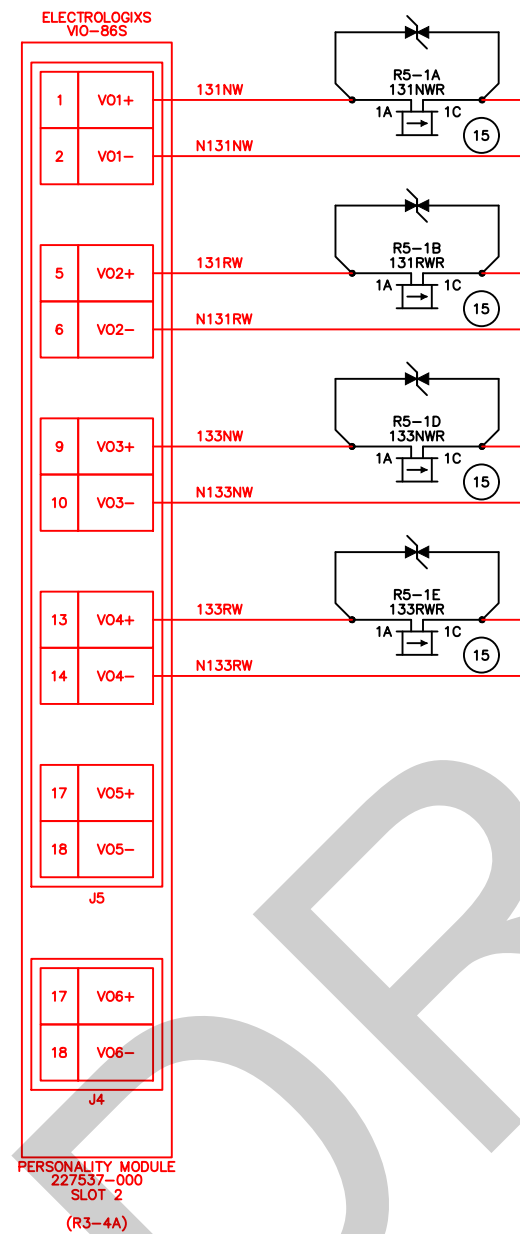 ELECTROLOGIXS
VIO-86S
1 VO1+ 131NW
R5-1A
131NWR
1A 1C
15
2 VO1- N131NW
5 VO2+ 131RW
R5-1B
131RWR
1A 1C
15
6 VO2- N131RW
9 VO3+ 133NW
R5-1D
133NWR
1A 1C
15
10 VO3- N133NW
13 VO4+ 133RW
R5-1E
133RWR
1A 1C
15
14 VO4- N133RW
17 VO5+
18 VO5-
J5
17 VO6+
18 VO6-
J4
PERSONALITY MODULE
227537-000
SLOT 2
(R3-4A)
DR